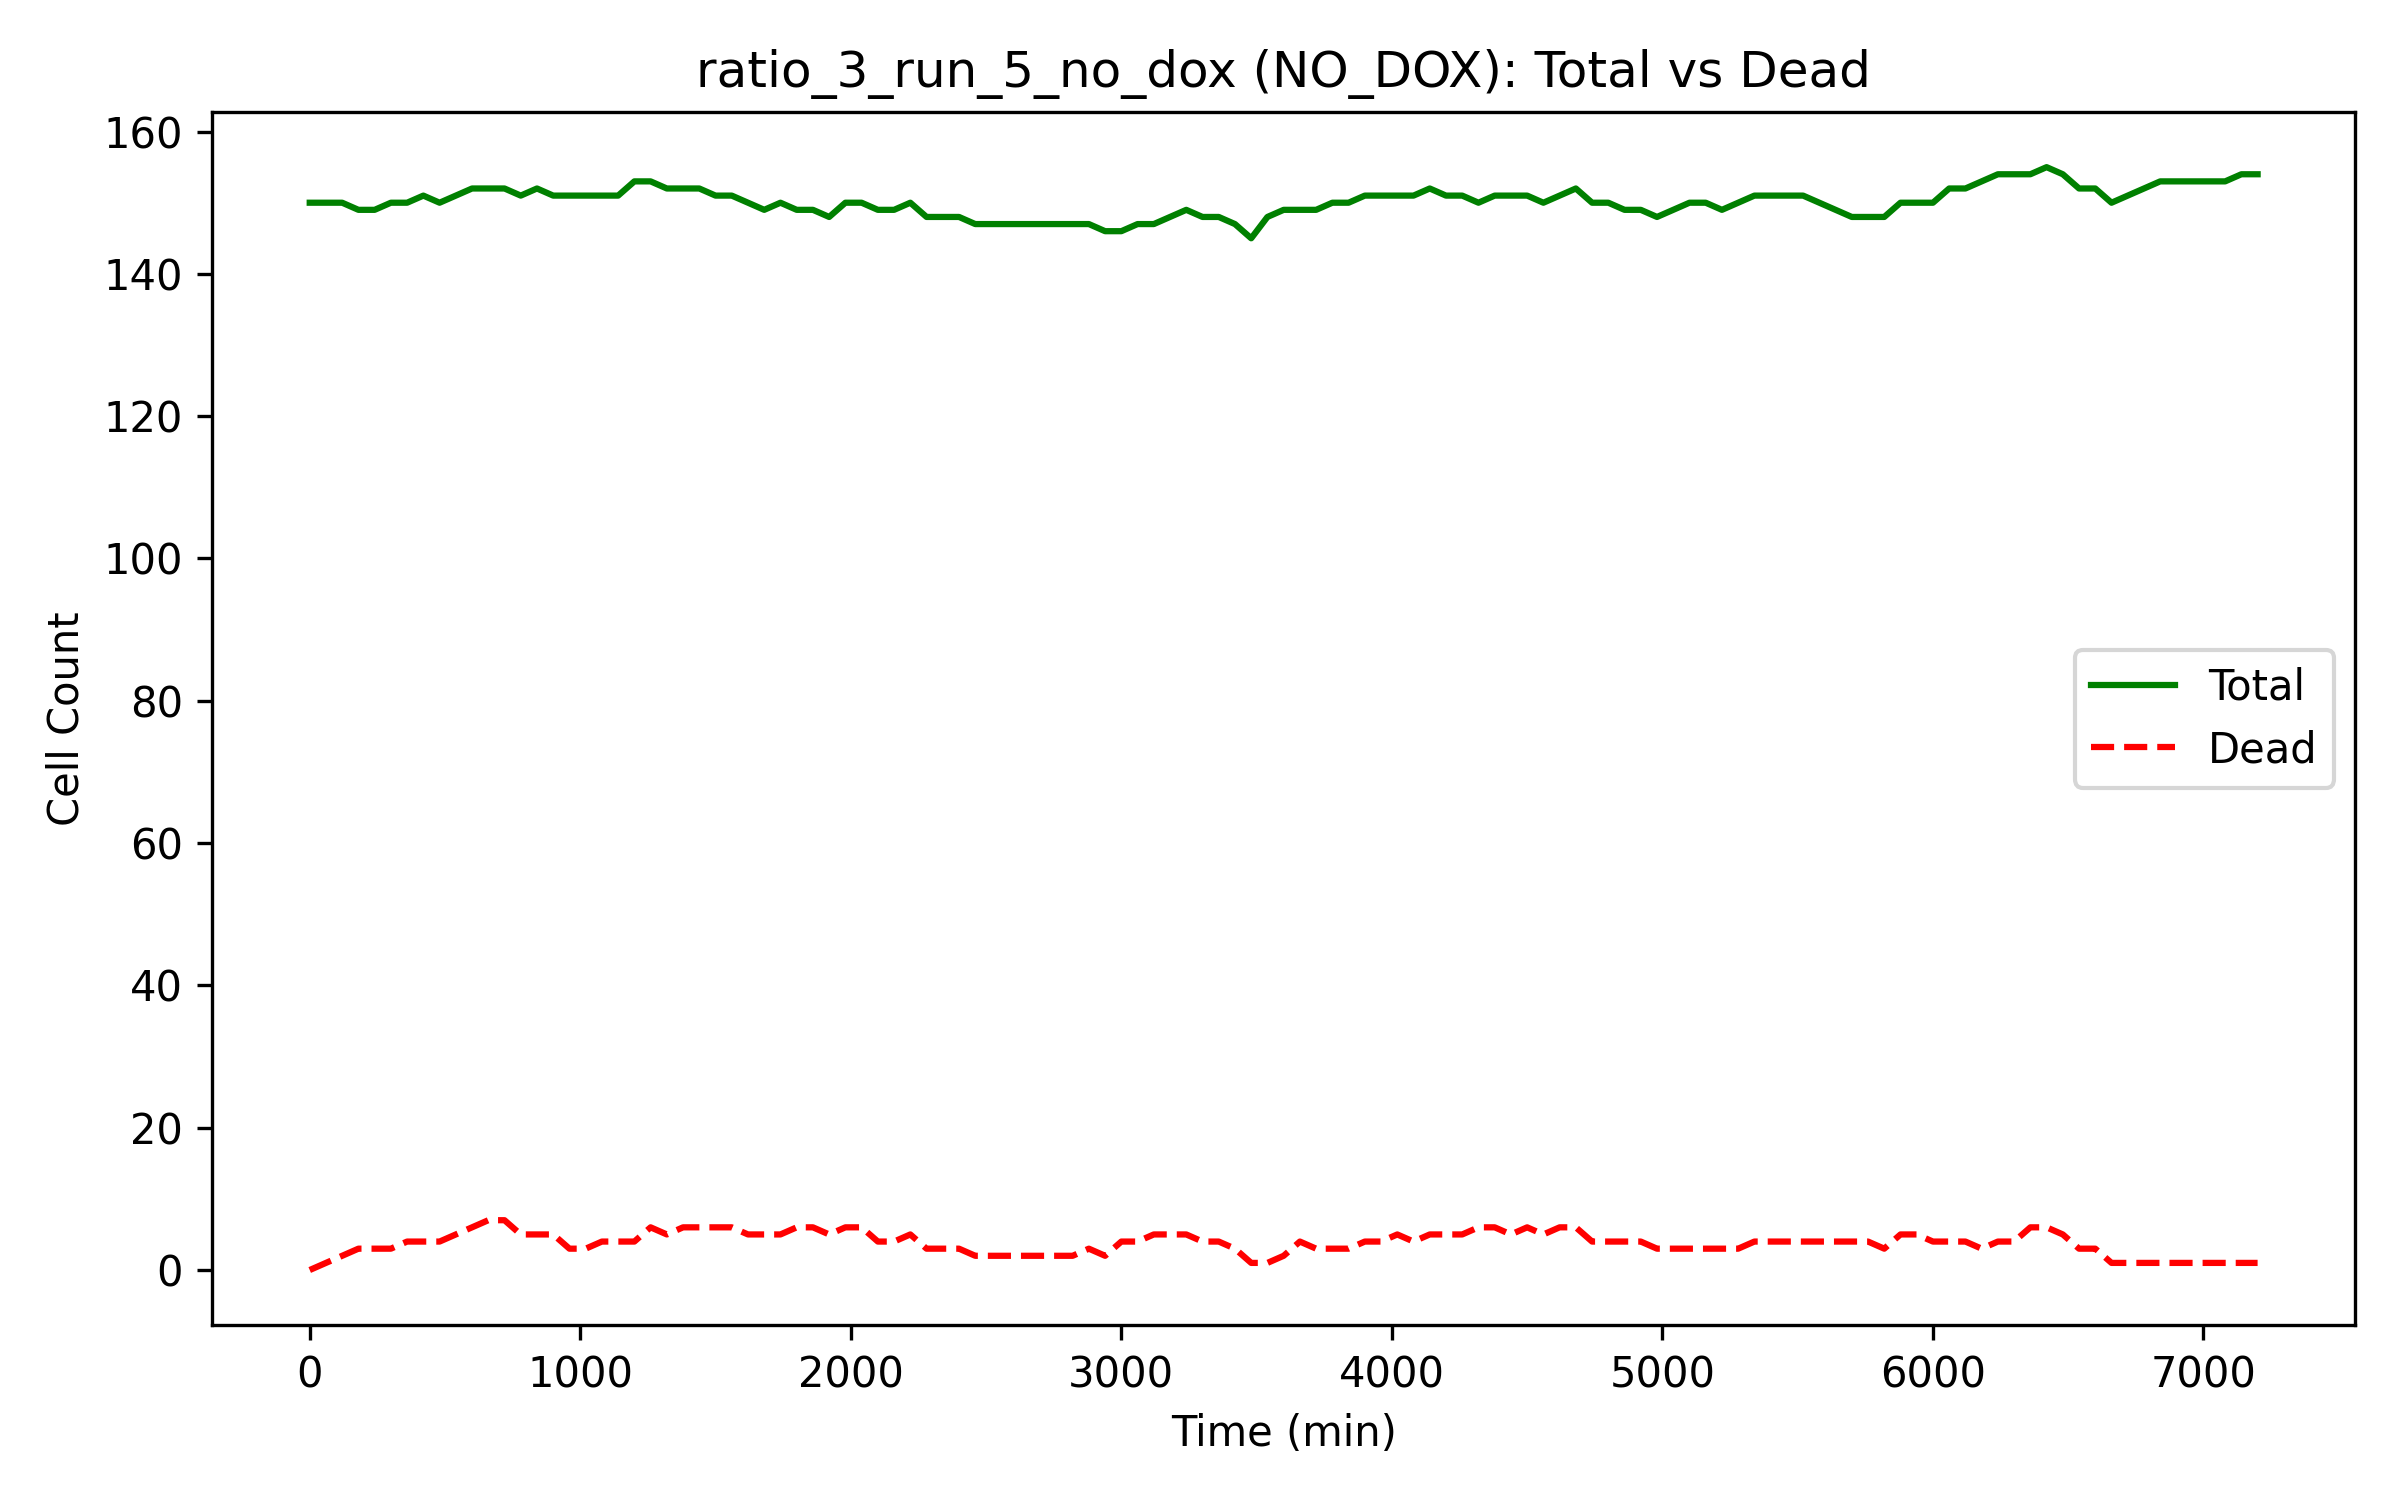 ratio_3_run_5_no_dox (NO_DOX): Total vs Dead
160
140
120
100
80
60
40
20
0
Cell Count
Total
Dead
0 1000 2000 3000 4000 5000 6000 7000
Time (min)